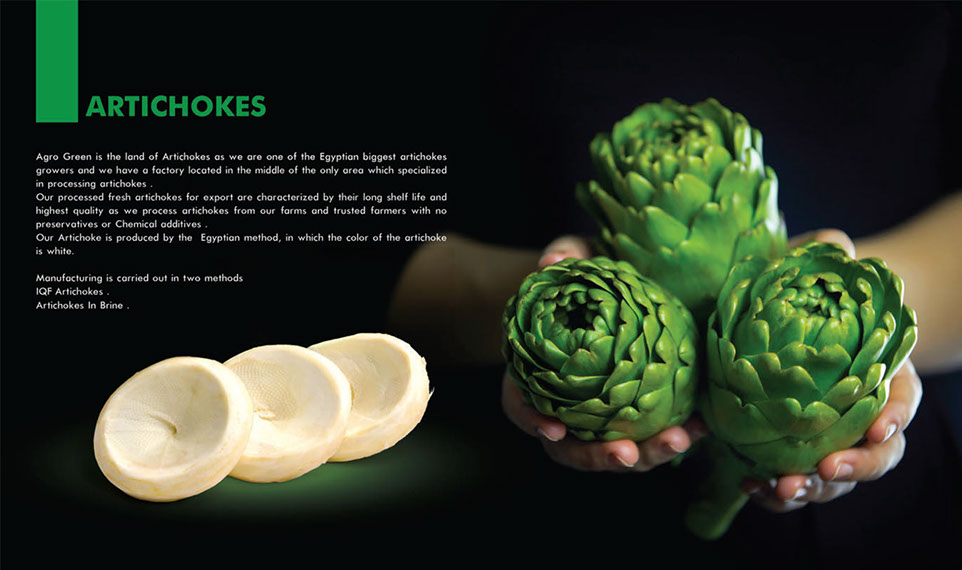 ARTICHOKES
Agro Green is the land of Artichokes as we are one of the Egyptian biggest artichokes
growers and we have a factory located in the middle of the only area which specialized
in processing artichokes .
Our processed fresh artichokes for export are characterized by their long shelf life and
highest quality as we process artichokes from our farms and trusted farmers with no
preservatives or Chemical additives .
Our Artichoke is produced by the  Egyptian method, in which the color of the artichoke
is white.
Manufacturing is carried out in two methods
IQF Artichokes .
Artichokes In Brine .